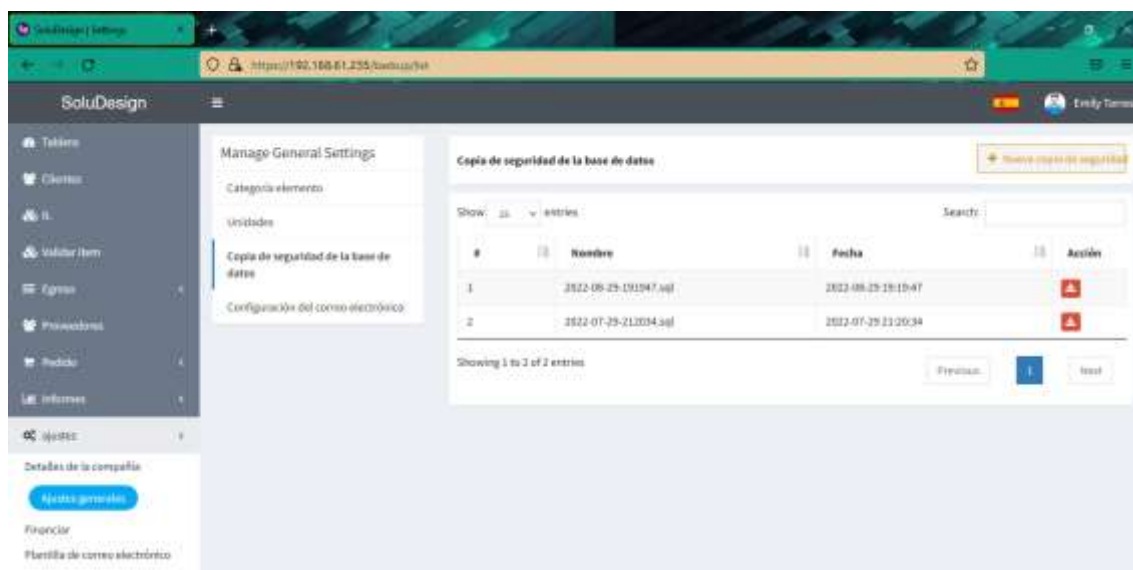 SoluDesign | Settings
https://192.168.61.235/backup/list
SoluDesign
Emily Torres
Tablero
Clientes
IL
Validar Item
Egreso
Proveedores
Pedido
Informes
ajustes
Detalles de la compañía
Ajustes generales
Financiar
Plantilla de correo electrónico
Manage General Settings
Categoría elemento
Unidades
Copia de seguridad de la base de
datos
Configuración del correo electrónico
Copia de seguridad de la base de datos
Nueva copia de seguridad
Show 25 entries
Search:
# Nombre Fecha Acción
1 2022-08-29-191947.sql 2022-08-29 19:19:47
2 2022-07-29-212034.sql 2022-07-29 21:20:34
Showing 1 to 2 of 2 entries
Previous 1 Next